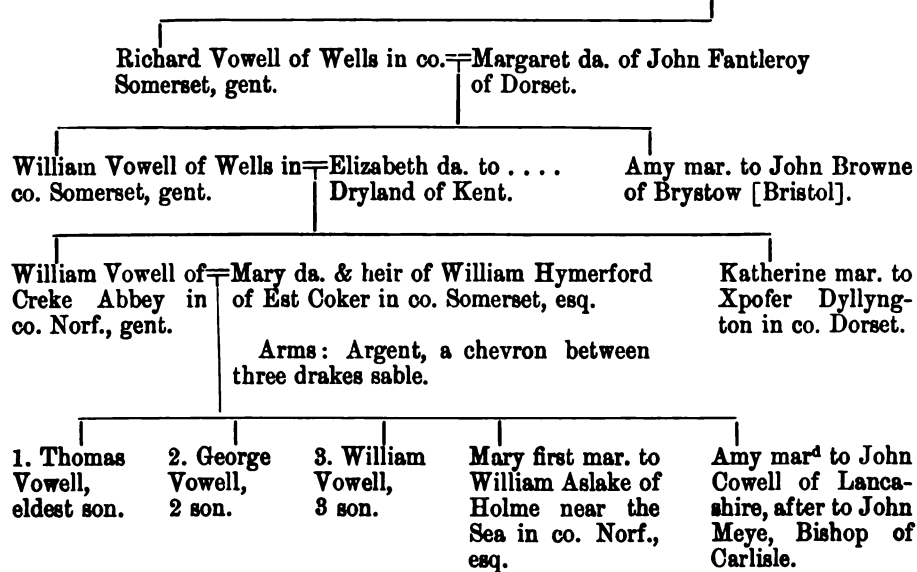 Richard Vowell of Wells in co.
Somerset, gent.
Margaret da. of John Fantleroy
of Dorset.
William Vowell of Wells in
co. Somerset, gent.
Elizabeth da. to . . . .
Dryland of Kent.
Amy mar. to John Browne
of Brystow [Bristol].
William Vowell of
Creke Abbey in
co. Norf., gent.
Mary da. & heir of William Hymerford
of Est Coker in co. Somerset, esq.
Arms: Argent, a chevron between
three drakes sable.
Katherine mar. to
Xpofer Dyllyng-
ton in co. Dorset.
1. Thomas
Vowell,
eldest son.
2. George
Vowell,
2 son.
3. William
Vowell,
3 son.
Mary first mar. to
William Aslake of
Holme near the
Sea in co. Norf.,
esq.
Amy marᵈ to John
Cowell of Lanca-
shire, after to John
Meye, Bishop of
Carlisle.